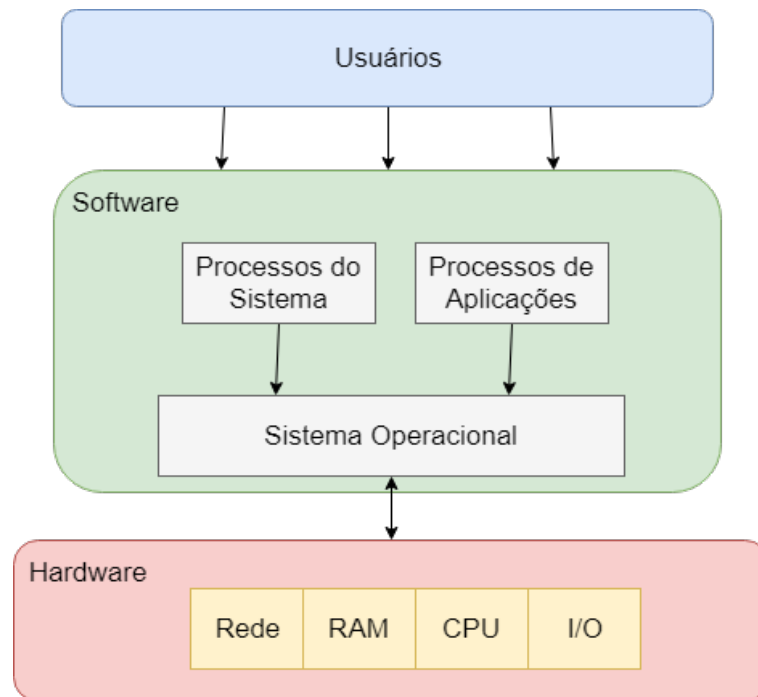 Usuários
Software
Processos do
Sistema
Processos de
Aplicações
Sistema Operacional
Hardware
Rede
RAM
CPU
I/O